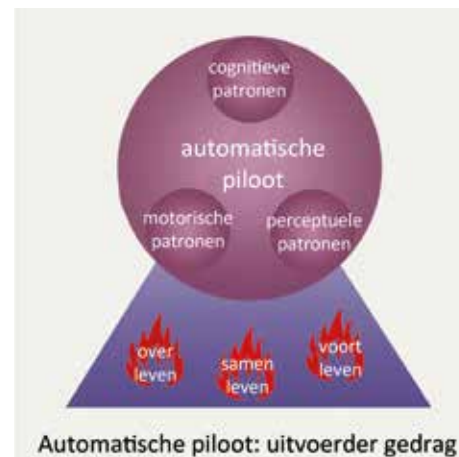 cognitieve
patronen
automatische
piloot
motorische
patronen
perceptuele
patronen
over
leven
samen
leven
voort
leven
Automatische piloot: uitvoerder gedrag